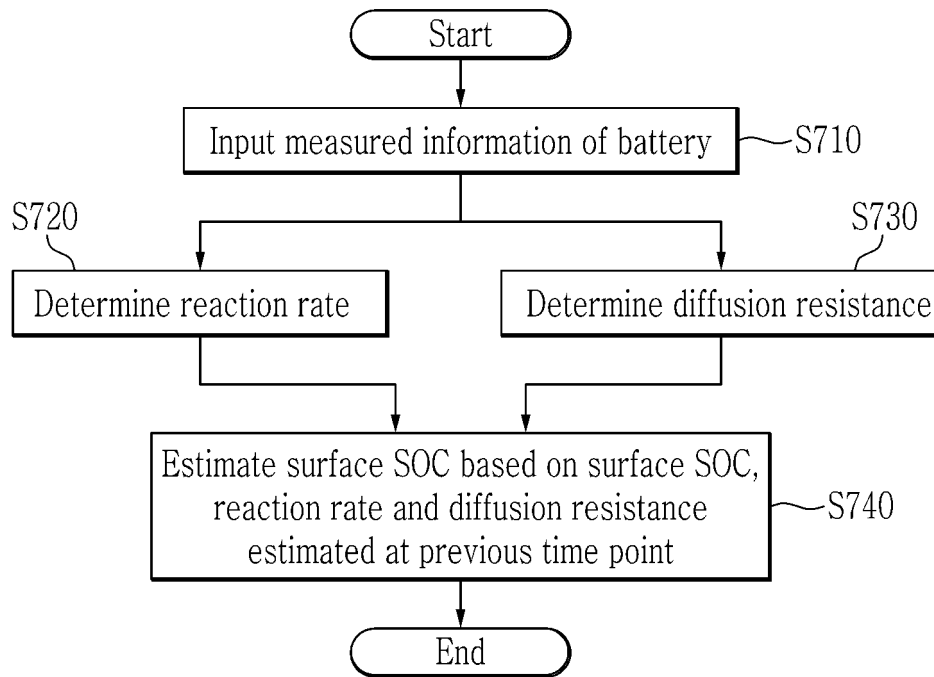 Start
Input measured information of battery
S710
S720
S730
Determine reaction rate
Determine diffusion resistance
Estimate surface SOC based on surface SOC,
reaction rate and diffusion resistance
estimated at previous time point
S740
End